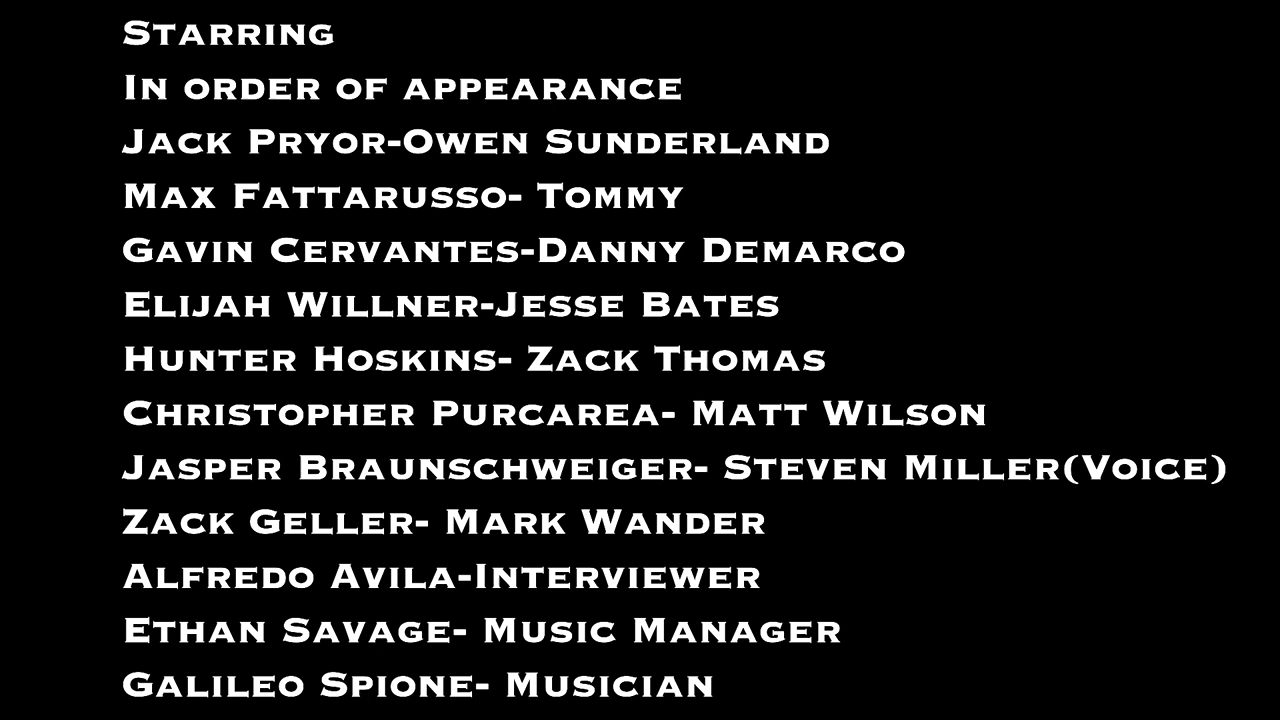 Starring
In order of appearance
Jack Pryor-Owen Sunderland
Max Fattarusso- Tommy
Gavin Cervantes-Danny Demarco
Elijah Willner-Jesse Bates
Hunter Hoskins- Zack Thomas
Christopher Purcarea- Matt Wilson
Jasper Braunschweiger- Steven Miller(Voice)
Zack Geller- Mark Wander
Alfredo Avila-Interviewer
Ethan Savage- Music Manager
Galileo Spione- Musician